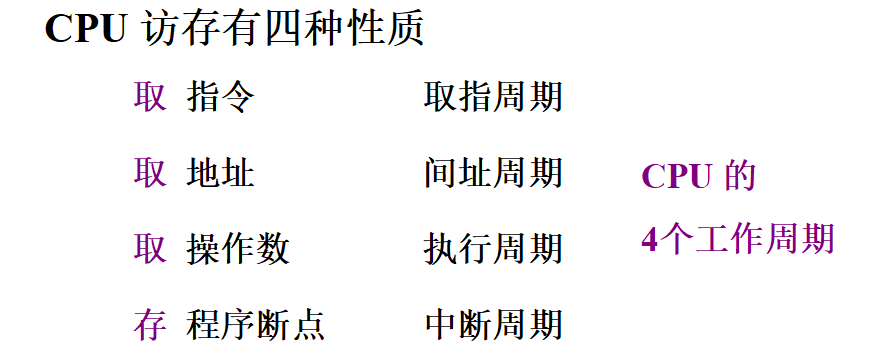 CPU 访存有四种性质
取 指令 取指周期
取 地址 间址周期
取 操作数 执行周期
存 程序断点 中断周期
CPU 的
4个工作周期